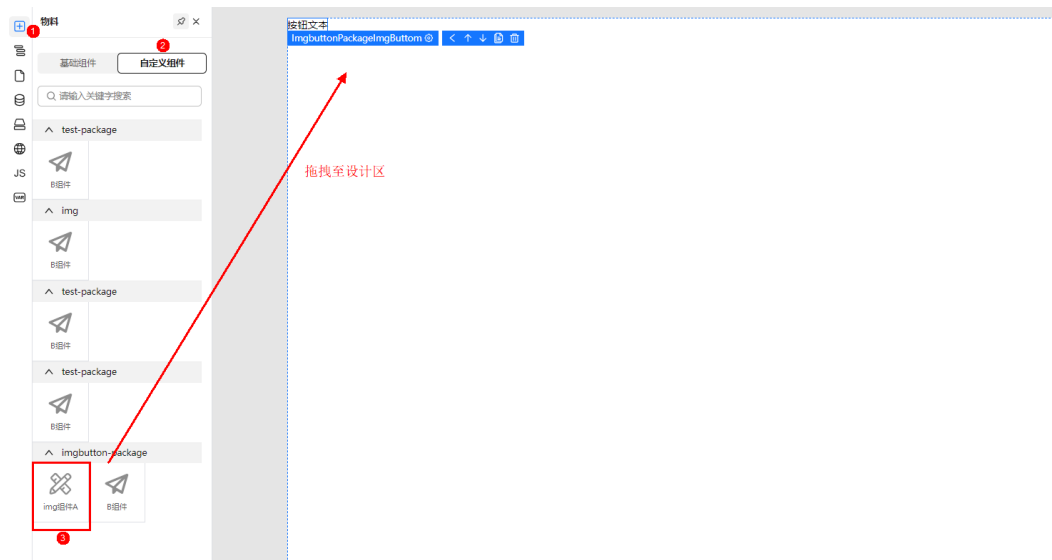 物料
1
2
基础组件
自定义组件
请输入关键字搜索
test-package
B组件
img
B组件
test-package
B组件
test-package
B组件
imgbutton-package
img组件A
B组件
3
JS
VAR
按钮文本
ImgbuttonPackageImgButtom
拖拽至设计区